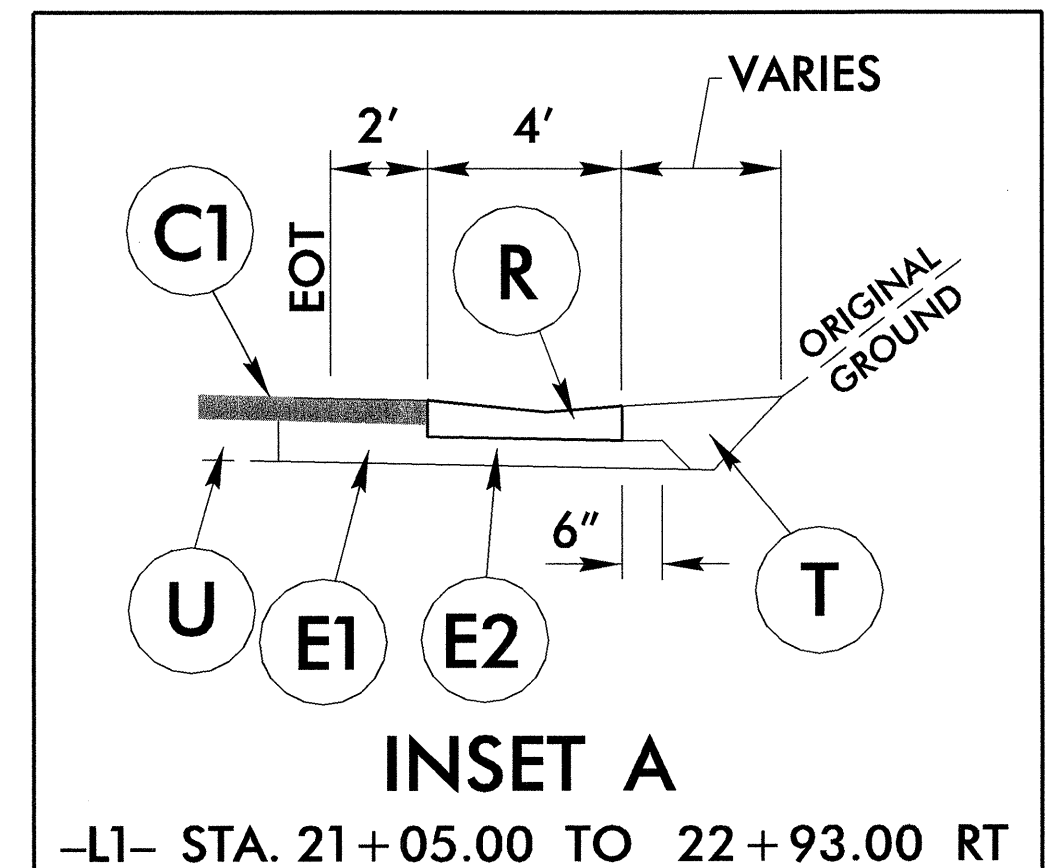 VARIES
2' 4'
C1
EOT
R
ORIGINAL
GROUND
6"
U
E1
E2
T
INSET A
-L1- STA. 21+05.00 TO 22+93.00 RT